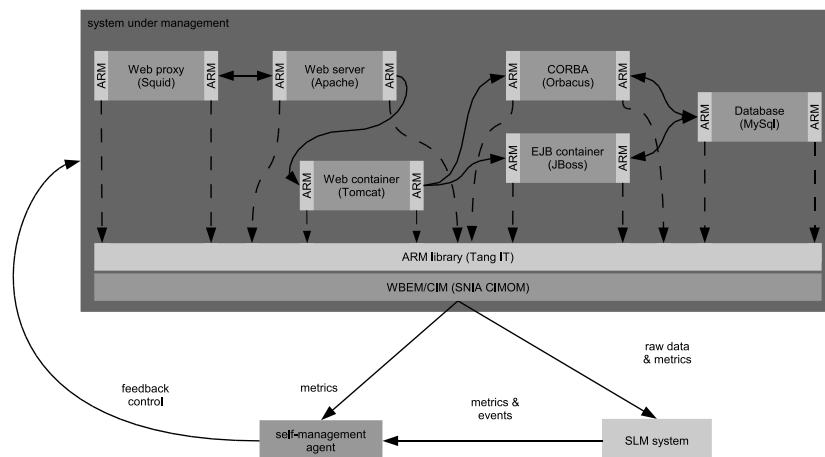 system under management
ARM
Web proxy
(Squid)
ARM
ARM
Web server
(Apache)
ARM
ARM
CORBA
(Orbacus)
ARM
ARM
Database
(MySql)
ARM
ARM
EJB container
(JBoss)
ARM
ARM
Web container
(Tomcat)
ARM
ARM library (Tang IT)
WBEM/CIM (SNIA CIMOM)
raw data
& metrics
feedback
control
metrics
metrics &
events
self-management
agent
SLM system